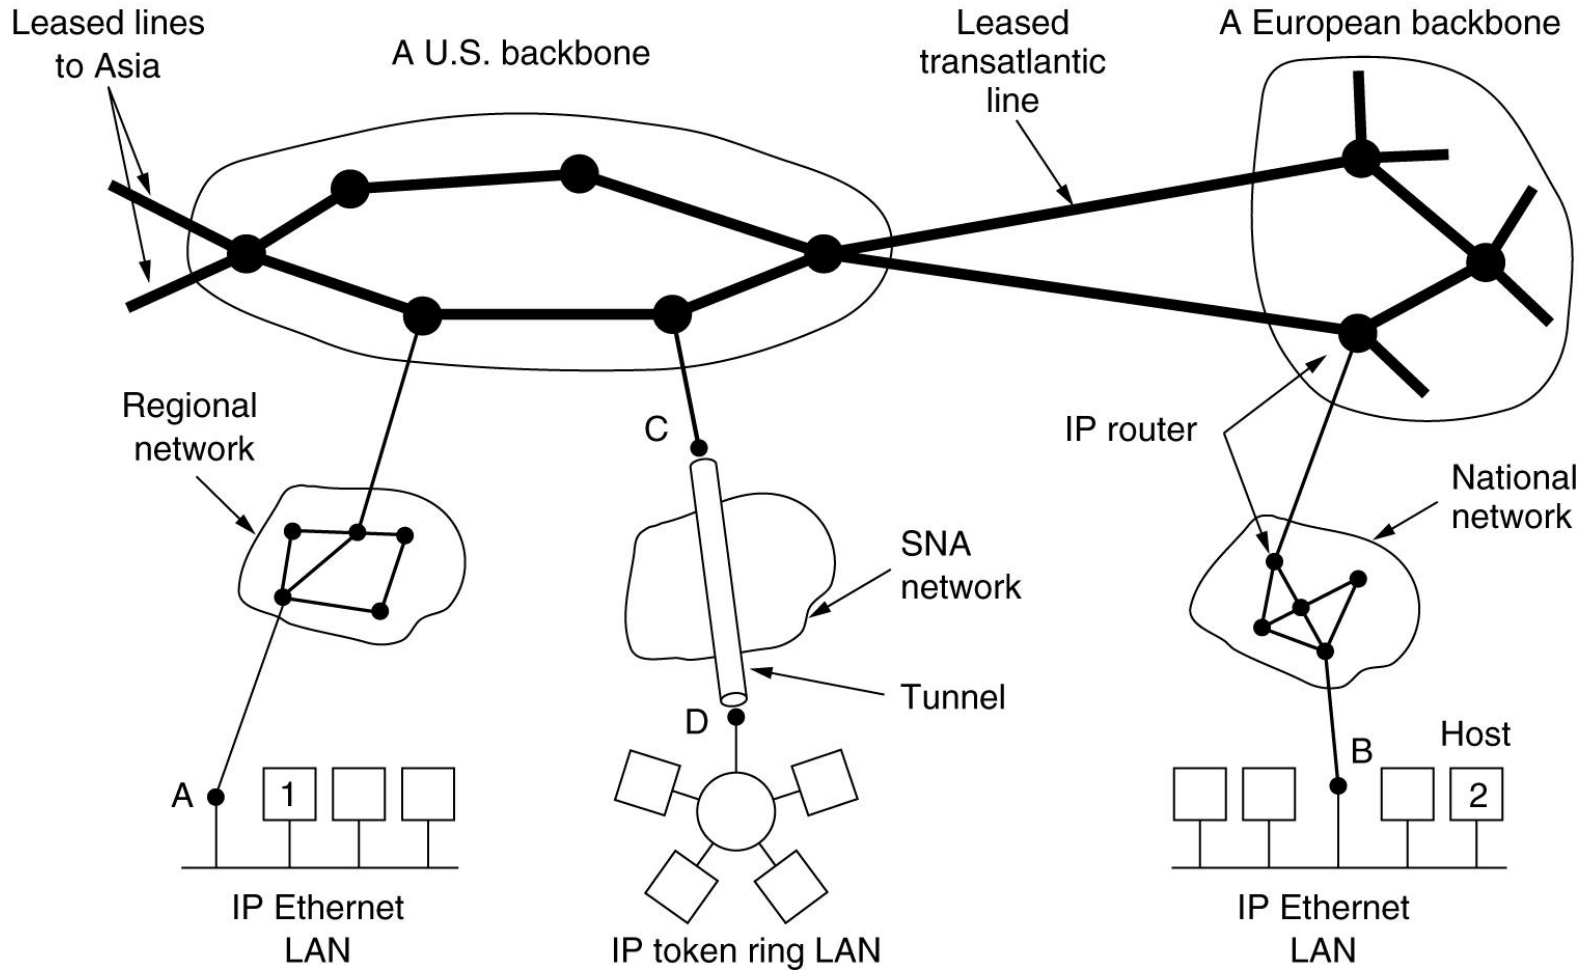 Leased lines
to Asia
A U.S. backbone
Leased
transatlantic
line
A European backbone
Regional
network
C
IP router
National
network
SNA
network
Tunnel
D
A
1
B
Host
2
IP Ethernet
LAN
IP token ring LAN
IP Ethernet
LAN